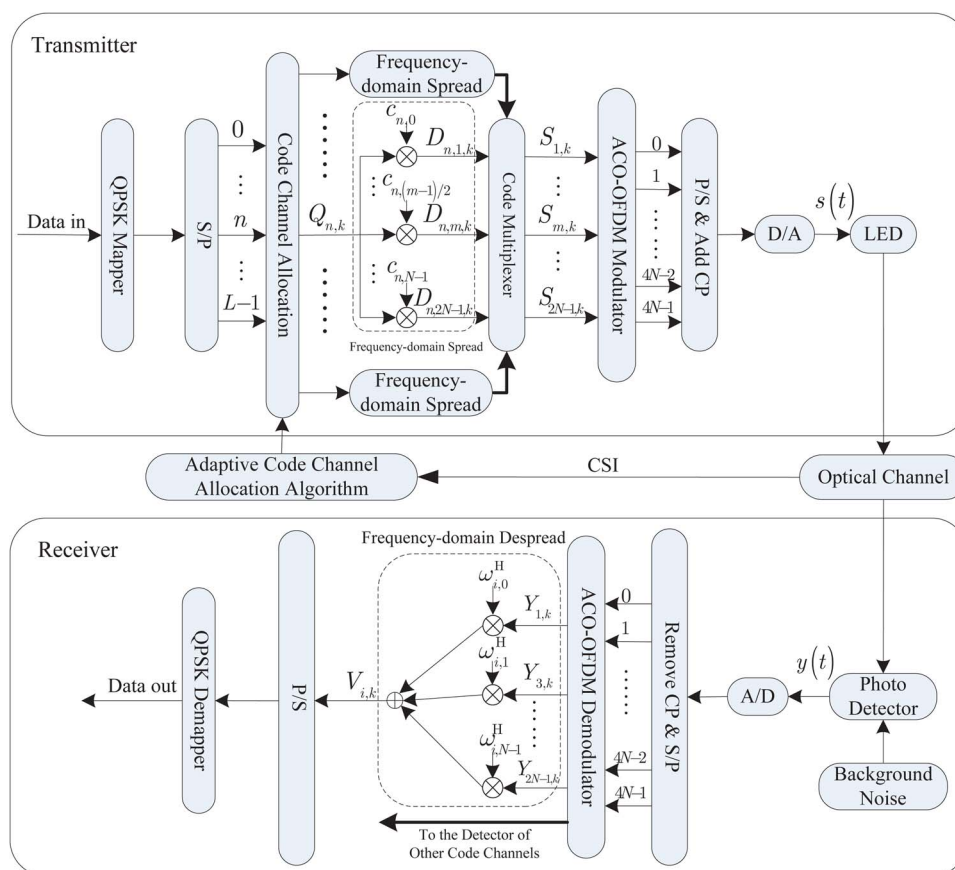 Transmitter
Data in
QPSK Mapper
S/P
0
n
L−1
Code Channel Allocation
Q_{n,k}
Frequency-
domain Spread
c_{n,0}
D_{n,1,k}
c_{n,(m−1)/2}
D_{n,m,k}
c_{n,N−1}
D_{n,2N−1,k}
Frequency-domain Spread
Frequency-
domain Spread
Code Multiplexer
S_{1,k}
S_{m,k}
S_{2N−1,k}
ACO-OFDM Modulator
0
1
4N−2
4N−1
P/S & Add CP
D/A
s(t)
LED
Adaptive Code Channel
Allocation Algorithm
CSI
Optical Channel
Receiver
Data out
QPSK Demapper
P/S
V_{i,k}
Frequency-domain Despread
ω^H_{i,0}
Y_{1,k}
ω^H_{i,1}
Y_{3,k}
ω^H_{i,N−1}
Y_{2N−1,k}
To the Detector of
Other Code Channels
ACO-OFDM Demodulator
0
1
4N−2
4N−1
Remove CP & S/P
A/D
y(t)
Photo
Detector
Background
Noise